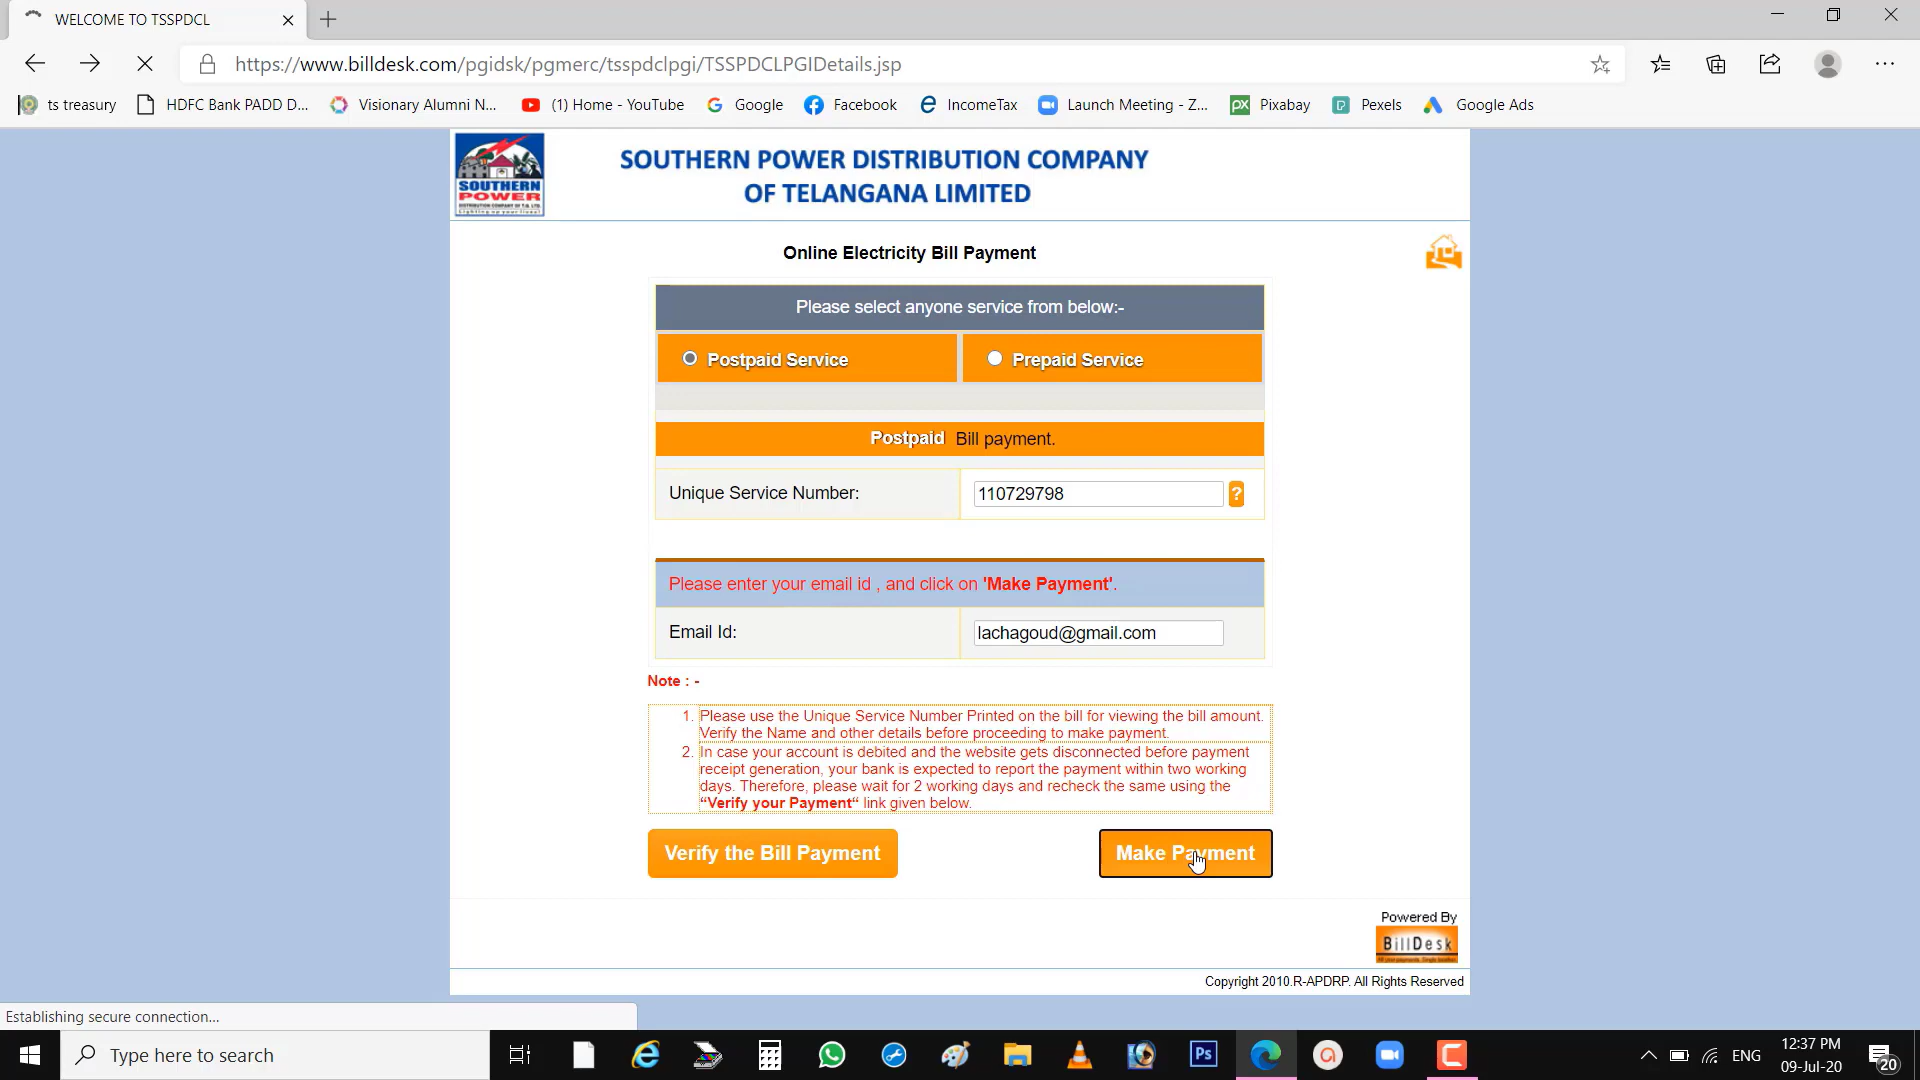 WELCOME TO TSSPDCL
https://www.billdesk.com/pgidsk/pgmerc/tsspdclpgi/TSSPDCLPGIDetails.jsp
ts treasury HDFC Bank PADD D... Visionary Alumni N... (1) Home - YouTube Google Facebook IncomeTax Launch Meeting - Z... Pixabay Pexels Google Ads
SOUTHERN POWER DISTRIBUTION COMPANY
OF TELANGANA LIMITED
SOUTHERN
POWER
Online Electricity Bill Payment
Please select anyone service from below:-
Postpaid Service Prepaid Service
Postpaid Bill payment.
Unique Service Number: 110729798 ?
Please enter your email id , and click on 'Make Payment'.
Email Id: lachagoud@gmail.com
Note : -
1. Please use the Unique Service Number Printed on the bill for viewing the bill amount.
Verify the Name and other details before proceeding to make payment.
2. In case your account is debited and the website gets disconnected before payment
receipt generation, your bank is expected to report the payment within two working
days. Therefore, please wait for 2 working days and recheck the same using the
“Verify your Payment“ link given below.
Verify the Bill Payment Make Payment
Powered By
BillDesk
Copyright 2010.R-APDRP. All Rights Reserved
Establishing secure connection...
Type here to search
Ps
ENG
12:37 PM
09-Jul-20
20